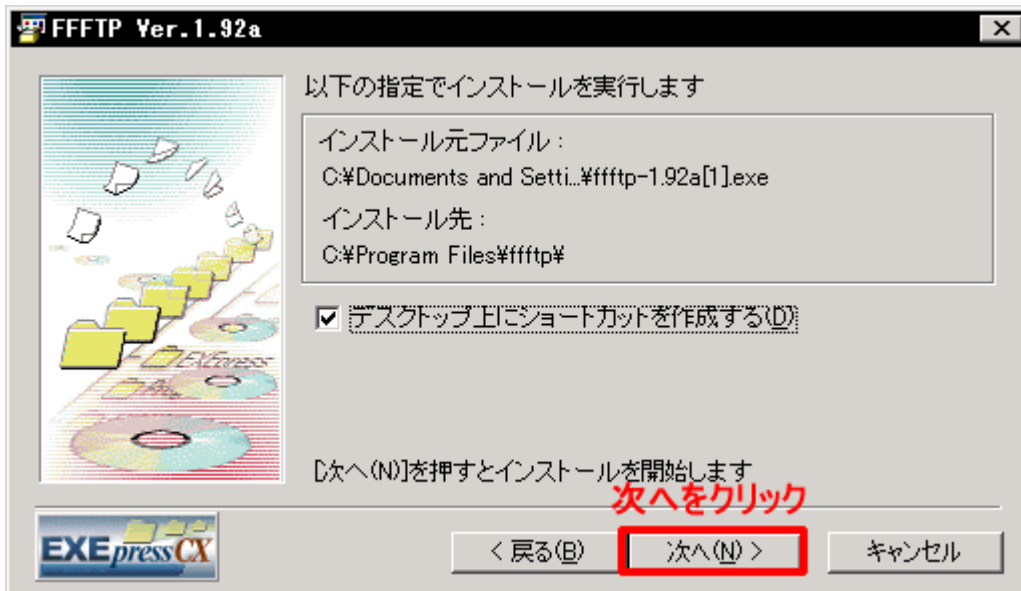 FFFTP Ver.1.92a
以下の指定でインストールを実行します
インストール元ファイル：
C:¥Documents and Setti...¥ffftp-1.92a[1].exe
インストール先：
C:¥Program Files¥ffftp¥
デスクトップ上にショートカットを作成する(D)
EXEpress
[次へ(N)]を押すとインストールを開始します
次へをクリック
EXEpressCX
< 戻る(B)
次へ(N) >
キャンセル